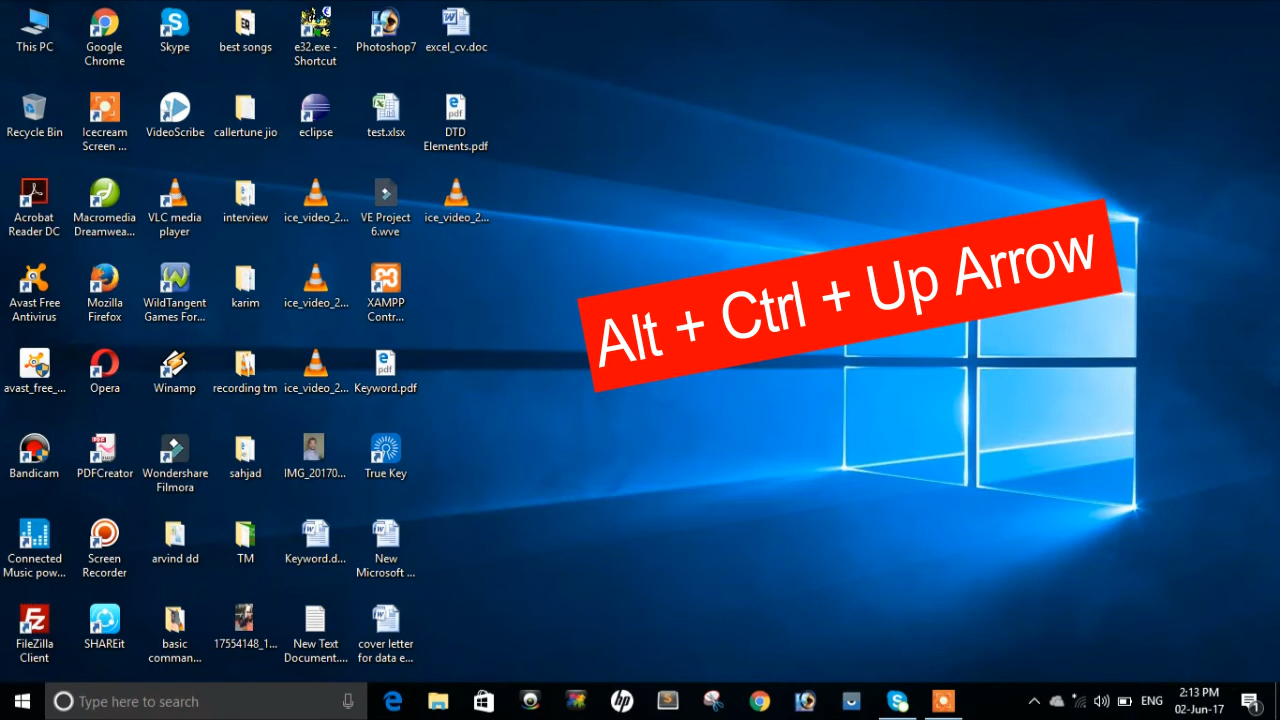 This PC
Google
Chrome
Skype
best songs
e32.exe -
Shortcut
Photoshop7
excel_cv.doc
Recycle Bin
Icecream
Screen ...
VideoScribe
callertune jio
eclipse
test.xlsx
DTD
Elements.pdf
Acrobat
Reader DC
Macromedia
Dreamwea...
VLC media
player
interview
ice_video_2...
VE Project
6.wve
ice_video_2...
Alt + Ctrl + Up Arrow
Avast Free
Antivirus
Mozilla
Firefox
WildTangent
Games For...
karim
ice_video_2...
XAMPP
Contr...
avast_free_...
Opera
Winamp
recording tm
ice_video_2...
Keyword.pdf
Bandicam
PDFCreator
Wondershare
Filmora
sahjad
IMG_20170...
True Key
Connected
Music pow...
Screen
Recorder
arvind dd
TM
Keyword.d...
New
Microsoft ...
FileZilla
Client
SHAREit
basic
comman...
17554148_1...
New Text
Document....
cover letter
for data e...
Type here to search
ENG
2:13 PM
02-Jun-17
1